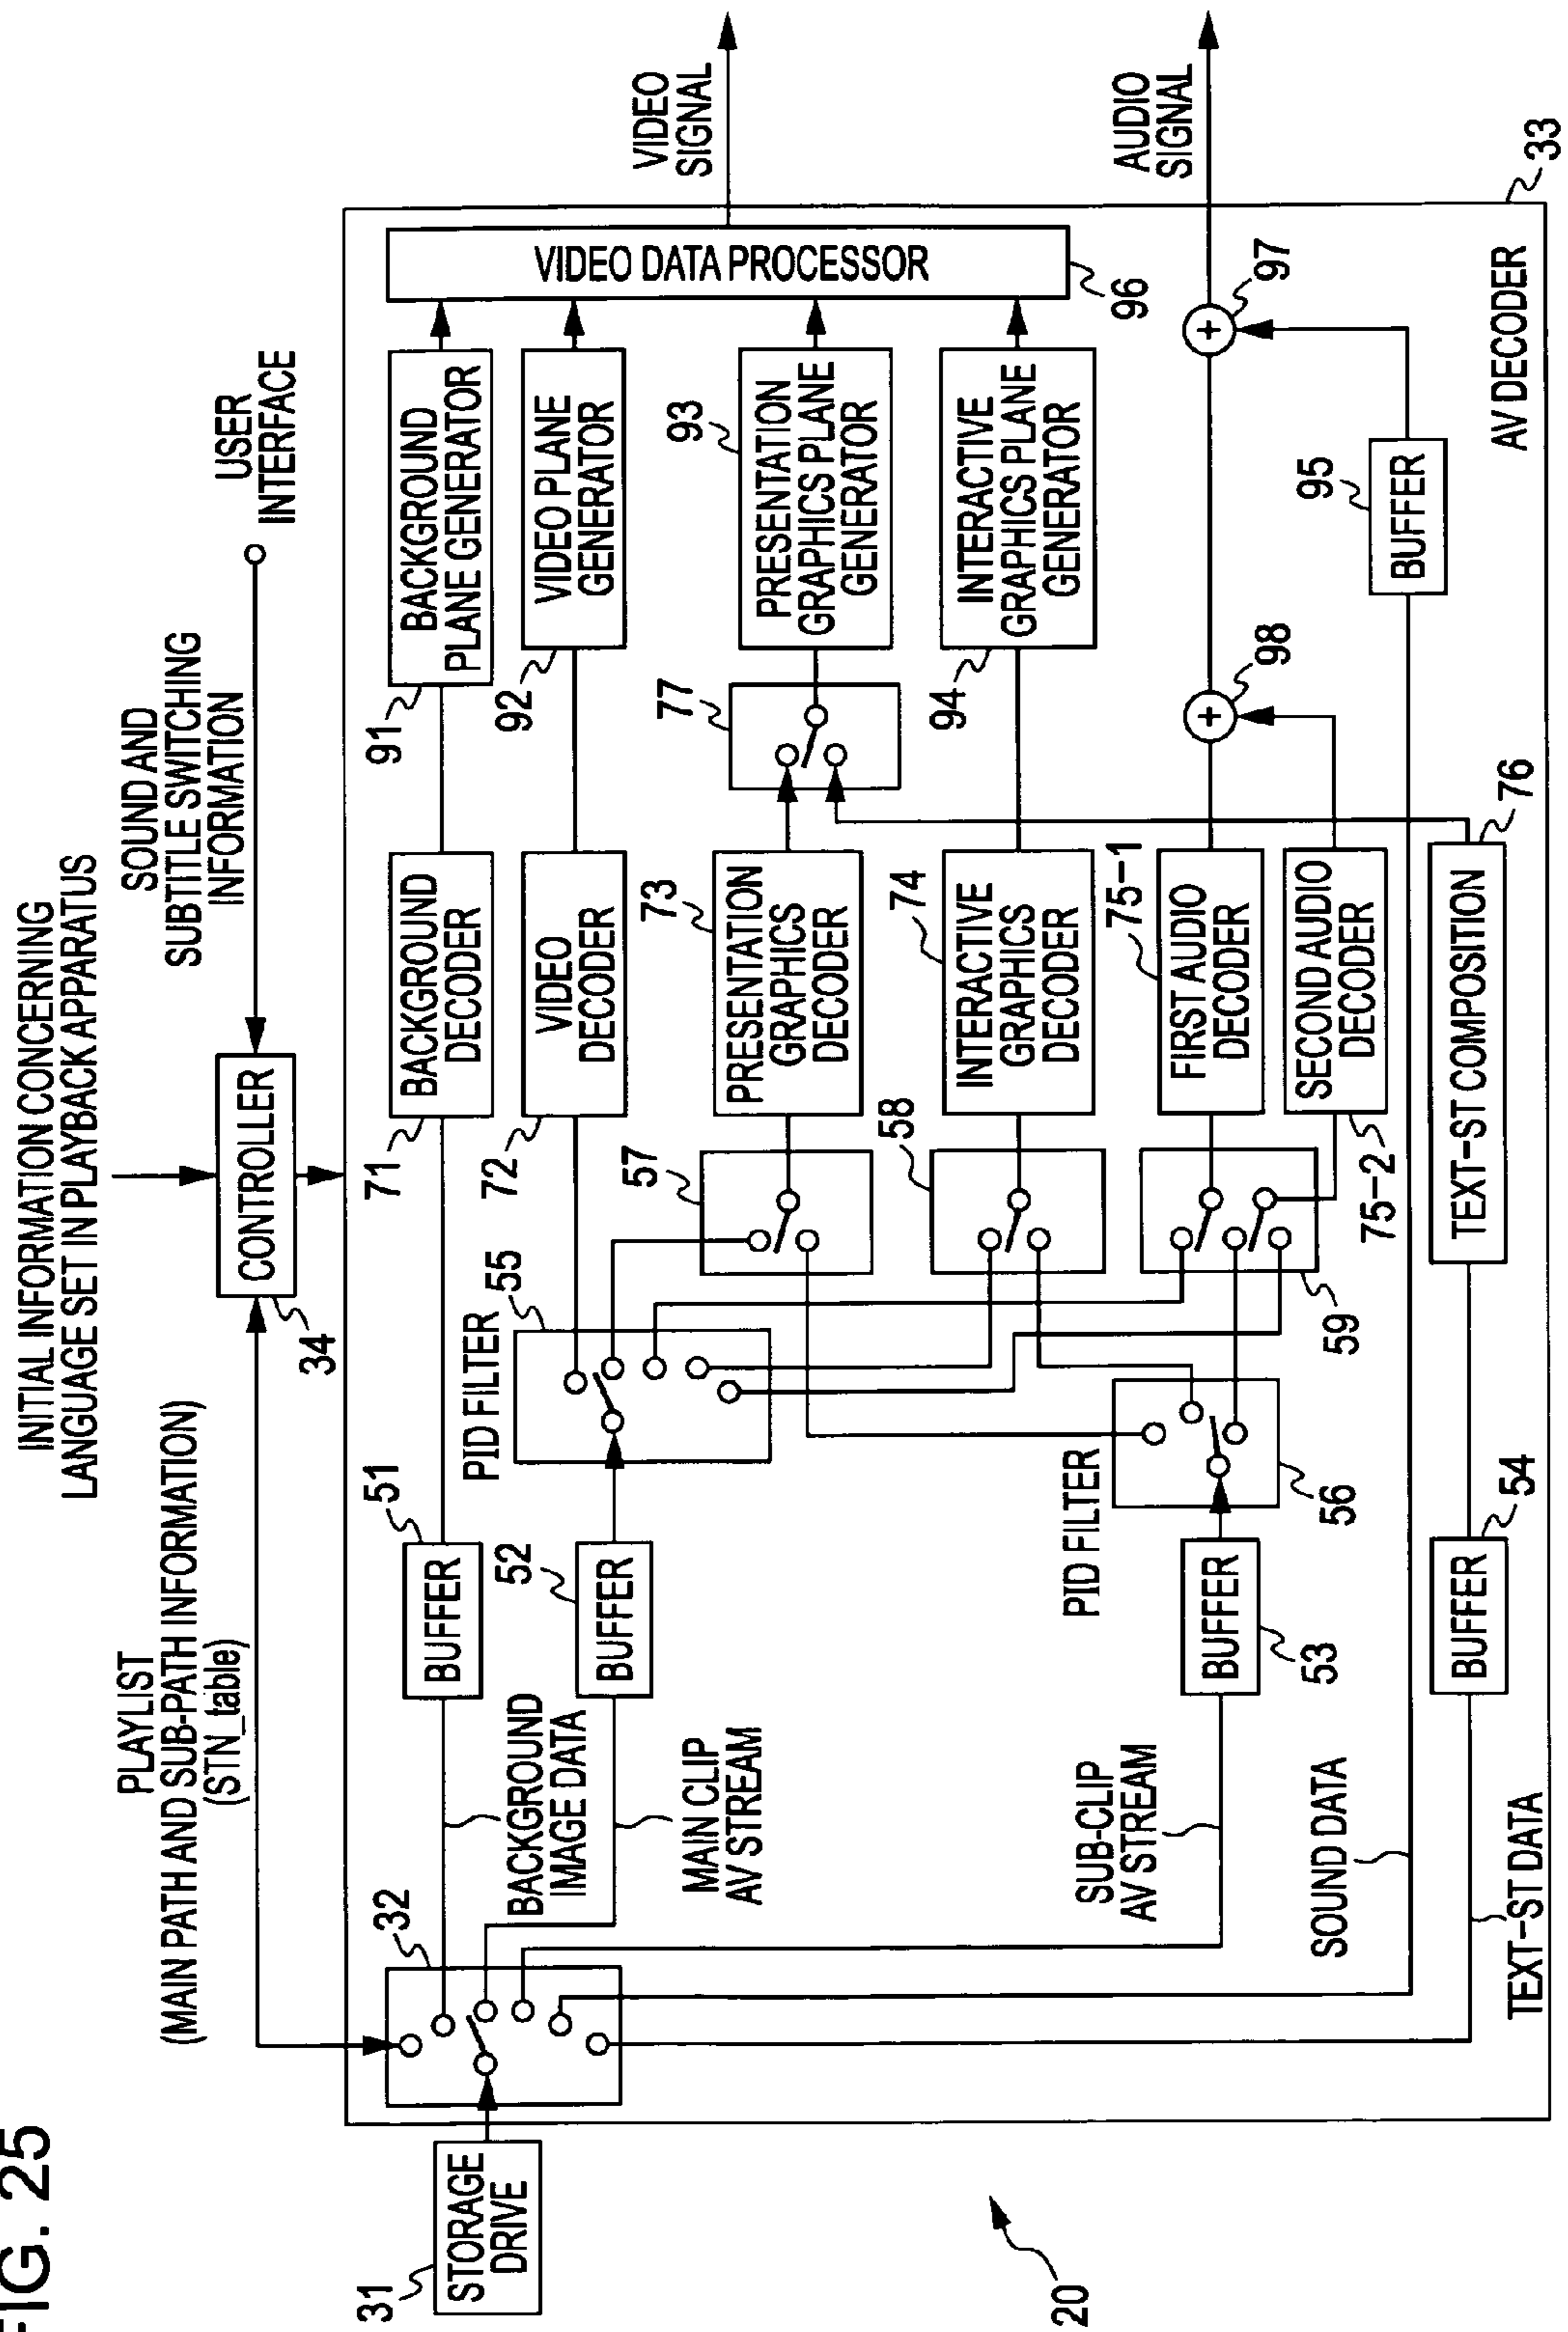 FIG. 25
INITIAL INFORMATION CONCERNING
LANGUAGE SET IN PLAYBACK APPARATUS
SOUND AND
SUBTITLE SWITCHING
INFORMATION
USER
INTERFACE
PLAYLIST
(MAIN PATH AND SUB-PATH INFORMATION)
(STN_table)
CONTROLLER
34
31
STORAGE
DRIVE
32
BACKGROUND
IMAGE DATA
MAIN CLIP
AV STREAM
SUB-CLIP
AV STREAM
SOUND DATA
TEXT-ST DATA
51
BUFFER
52
BUFFER
BUFFER
53
BUFFER
54
PID FILTER
55
PID FILTER
56
57
58
59
71
BACKGROUND
DECODER
72
VIDEO
DECODER
73
PRESENTATION
GRAPHICS
DECODER
74
INTERACTIVE
GRAPHICS
DECODER
75-1
FIRST AUDIO
DECODER
SECOND AUDIO
DECODER
75-2
TEXT-ST COMPOSITION
76
77
91
BACKGROUND
PLANE GENERATOR
92
VIDEO PLANE
GENERATOR
93
PRESENTATION
GRAPHICS PLANE
GENERATOR
94
INTERACTIVE
GRAPHICS PLANE
GENERATOR
98
+
97
+
95
BUFFER
VIDEO DATA PROCESSOR
96
VIDEO
SIGNAL
AUDIO
SIGNAL
AV DECODER
33
20